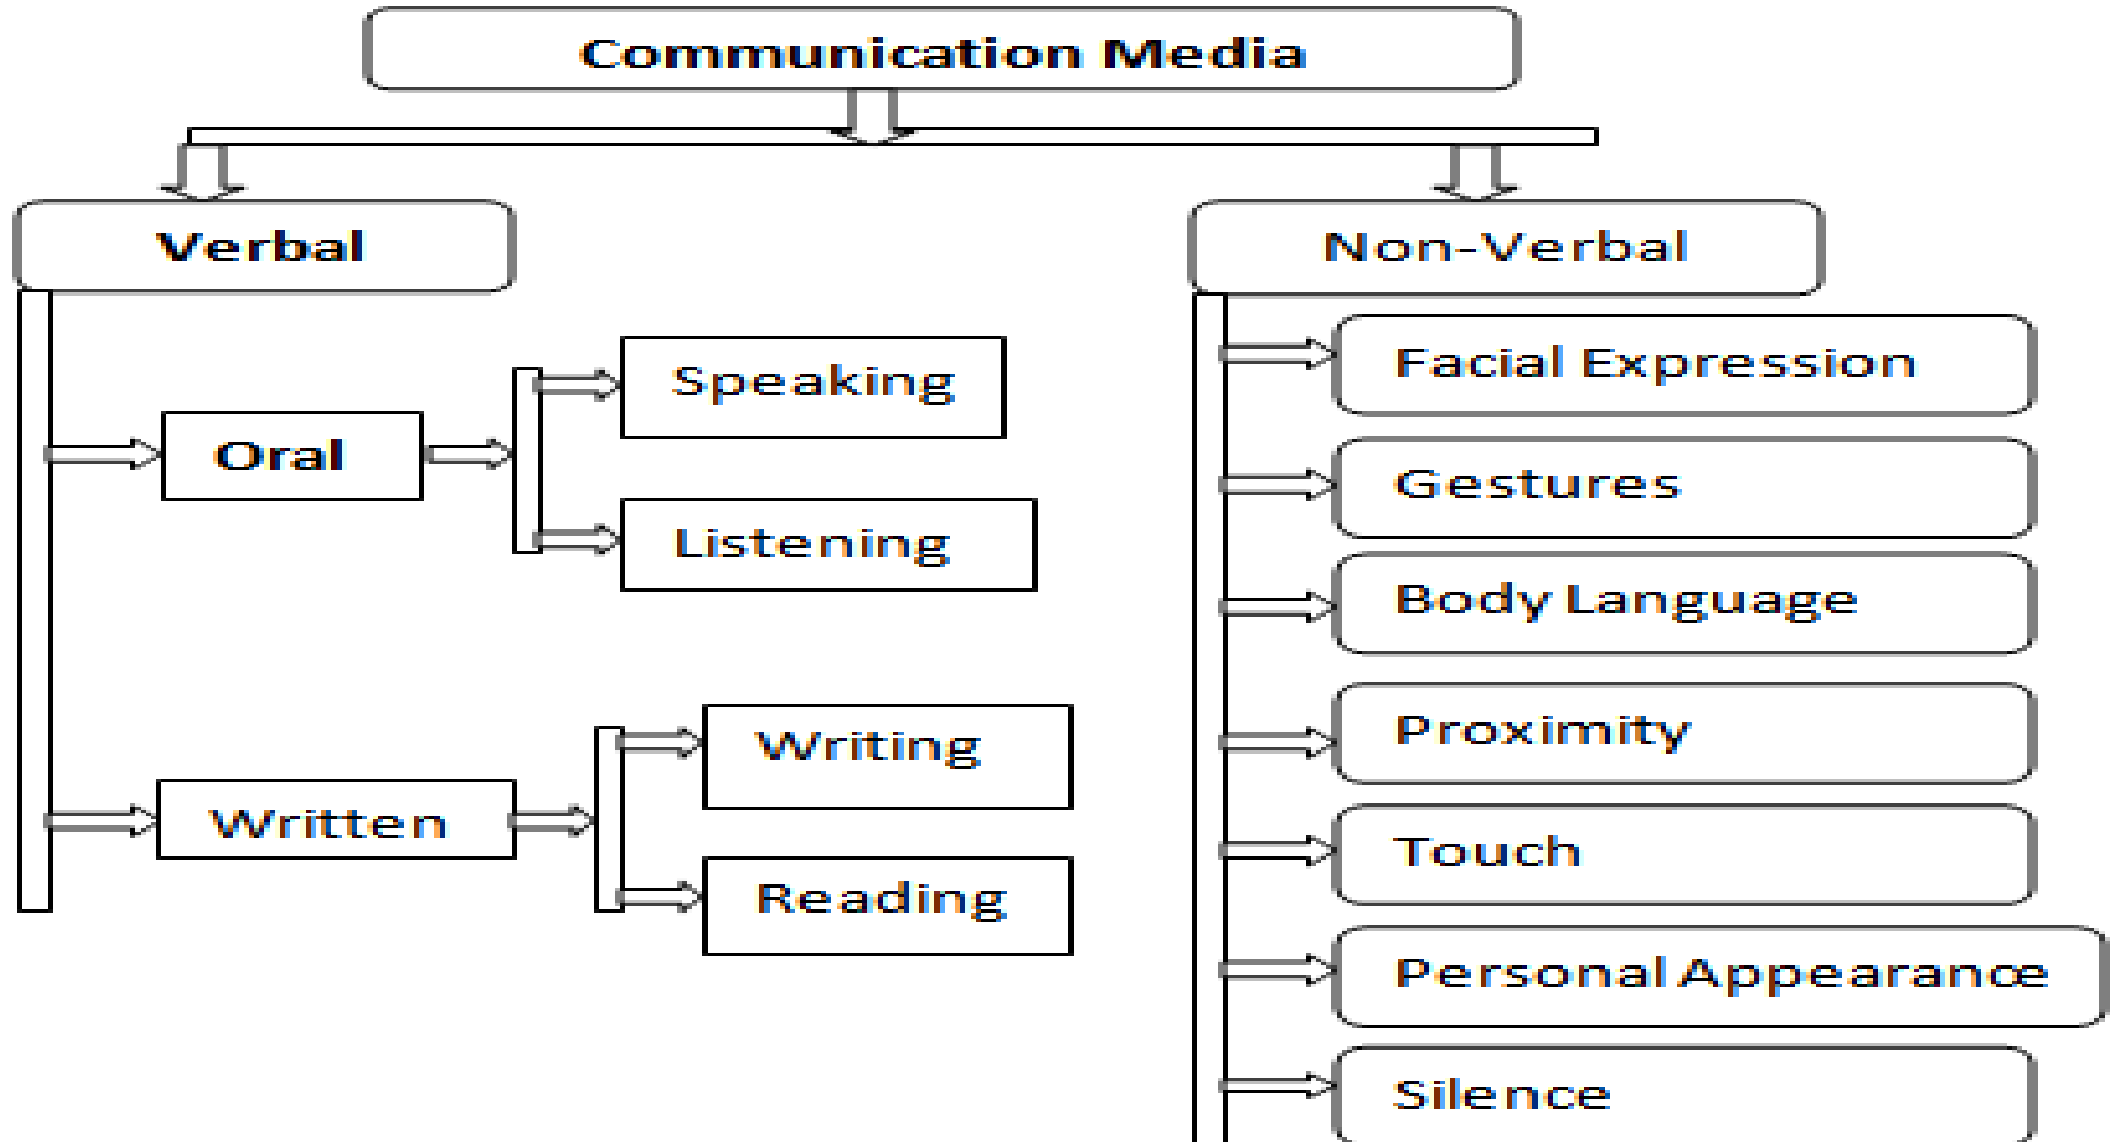 Communication Media
Verbal
Non-Verbal
Oral
Speaking
Listening
Written
Writing
Reading
Facial Expression
Gestures
Body Language
Proximity
Touch
Personal Appearance
Silence